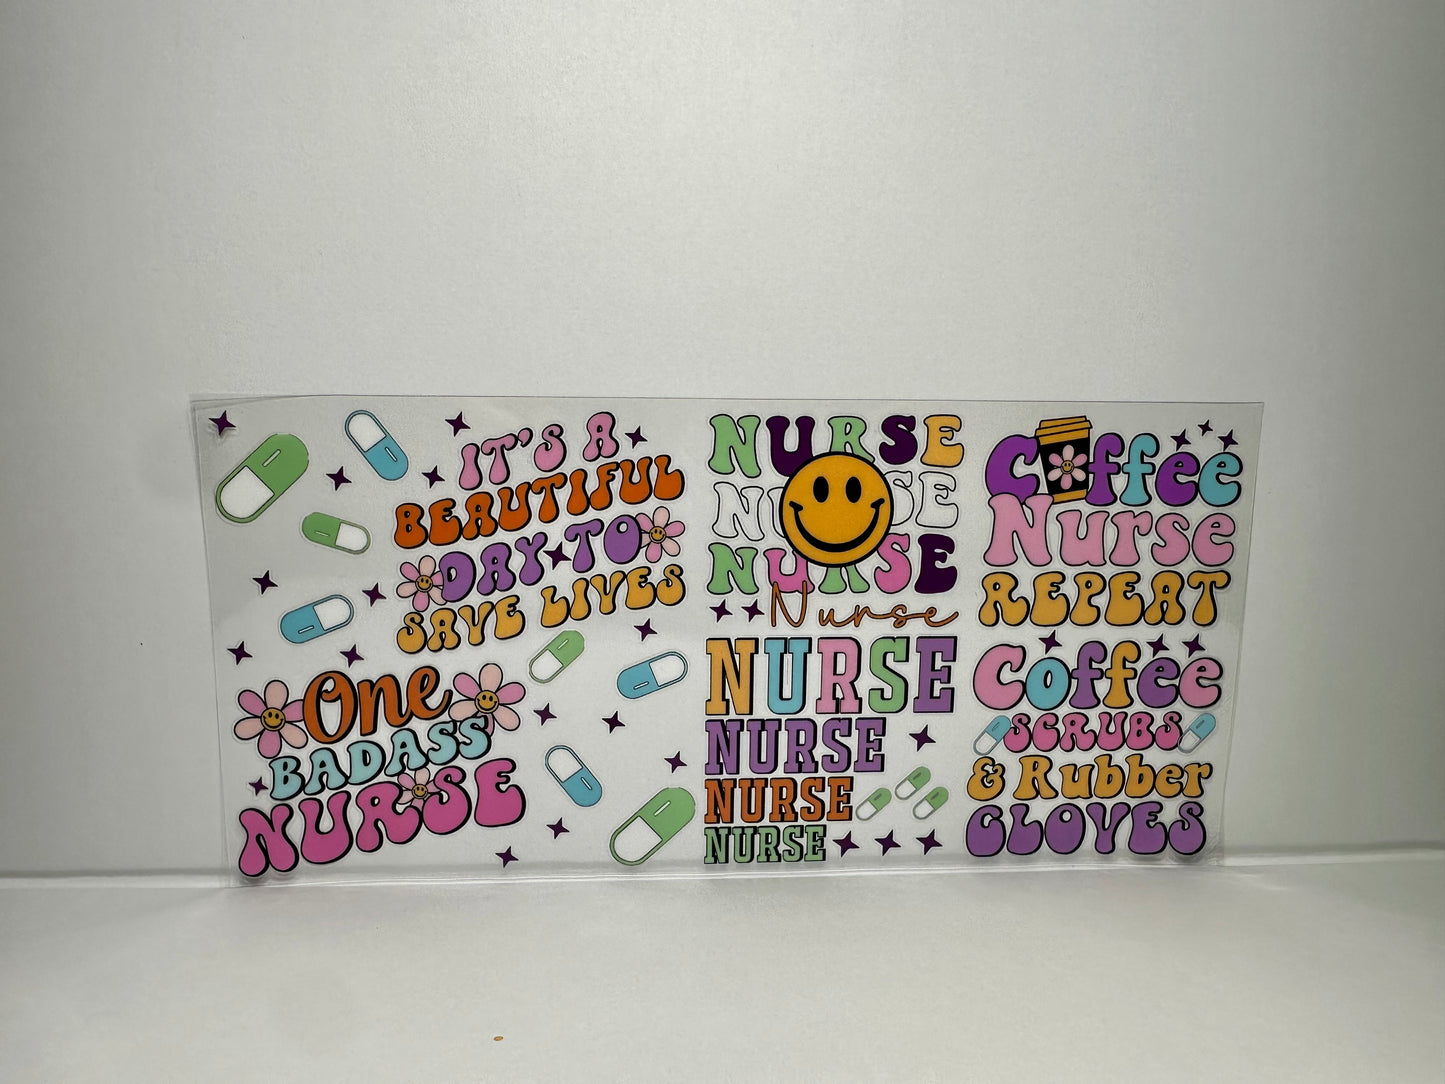 IT'S A
BEAUTIFUL
DAY TO
SAVE LIVES
One
BADASS
NURSE
NURSE
NURSE
NURSE
Nurse
NURSE
NURSE
NURSE
NURSE
Coffee
Nurse
REPEAT
Coffee
SCRUBS
& Rubber
GLOVES